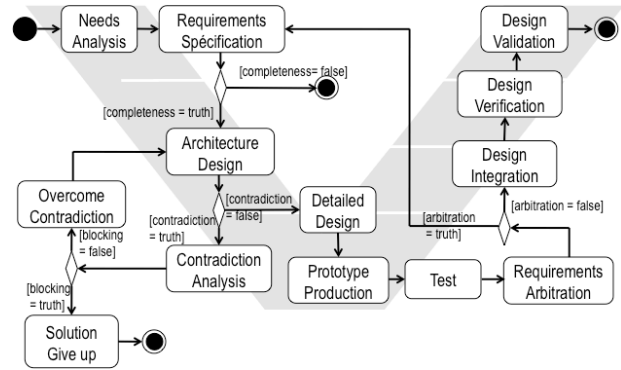 Needs
Analysis
Requirements
Spécification
Design
Validation
[completeness= false]
Design
Verification
[completeness = truth]
Architecture
Design
Design
Integration
Overcome
Contradiction
[contradiction
= false]
Detailed
Design
[arbitration = false]
[arbitration
= truth]
[contradiction
= truth]
[blocking
= false]
Contradiction
Analysis
Prototype
Production
Test
Requirements
Arbitration
[blocking
= truth]
Solution
Give up